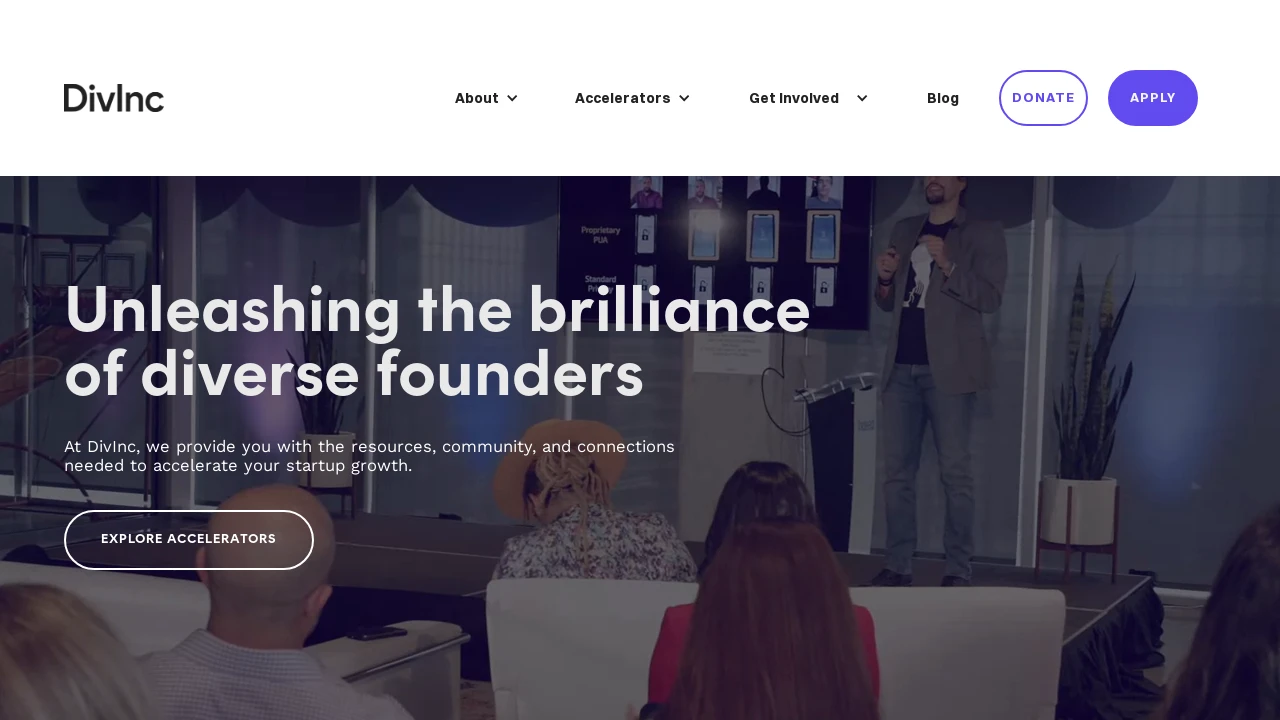 DivInc
About
Accelerators
Get Involved
Blog
DONATE
APPLY
Proprietary
PUA
Standard
Unleashing the brilliance
of diverse founders
At DivInc, we provide you with the resources, community, and connections
needed to accelerate your startup growth.
EXPLORE ACCELERATORS